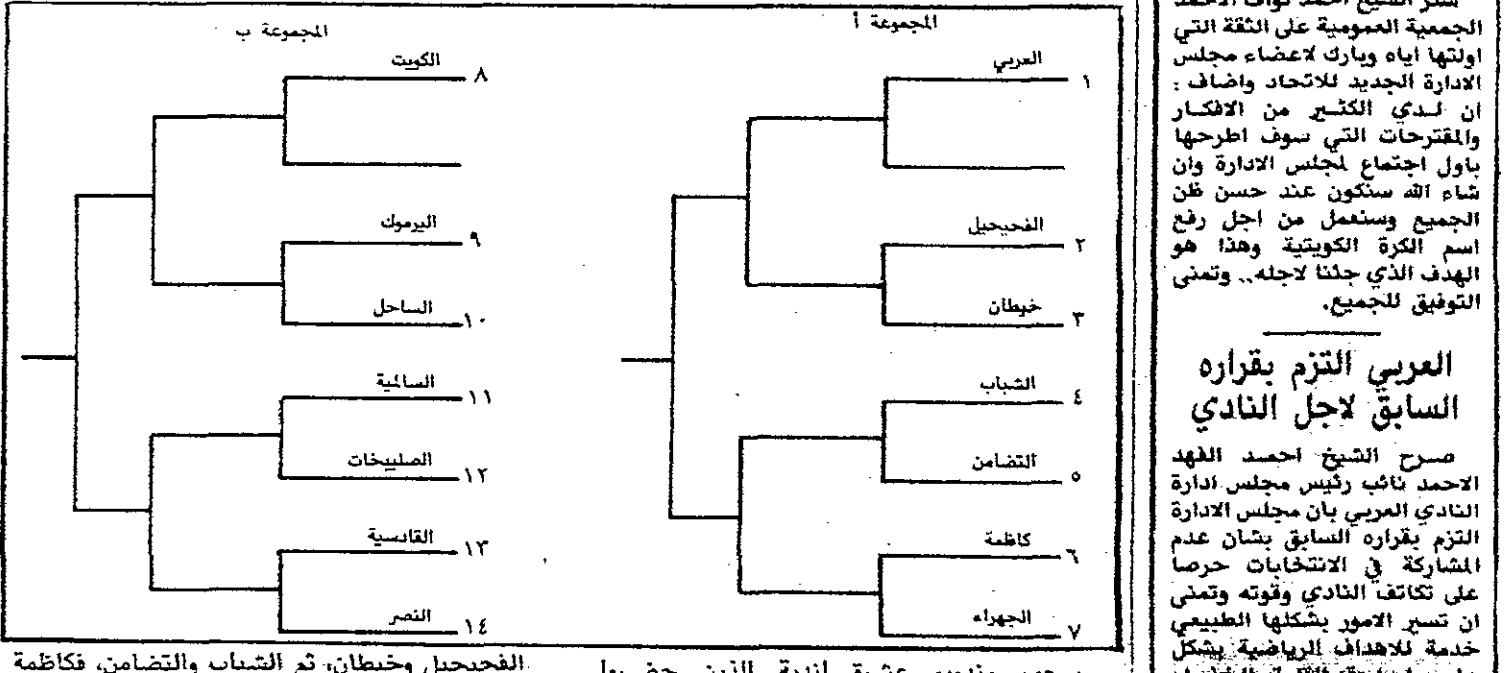 المجموعة أ
العربي ١
الفحيحيل ٢
خيطان ٣
الشباب ٤
التضامن ٥
كاظمة ٦
الجهراء ٧
المجموعة ب
الكويت ٨
اليرموك ٩
الساحل ١٠
السالمية ١١
الصليبخات ١٢
القادسية ١٣
النصر ١٤
الشيخ احمد نواف الاحمد
الجمعية العمومية على الثقة التي
اولتها اياه وبارك لاعضاء مجلس
الادارة الجديد للاتحاد واضاف :
ان لدي الكثير من الافكار
والمقترحات التي سوف اطرحها
باول اجتماع لمجلس الادارة وان
شاء الله سنكون عند حسن ظن
الجميع وسنعمل من اجل رفع
اسم الكرة الكويتية وهذا هو
الهدف الذي جئنا لاجله.. وتمنى
التوفيق للجميع.
العربي التزم بقراره
السابق لاجل النادي
صرح الشيخ احمد الفهد
الاحمد نائب رئيس مجلس ادارة
النادي العربي بان مجلس الادارة
التزم بقراره السابق بشان عدم
المشاركة في الانتخابات حرصا
على تكاتف النادي وقوته وتمنى
ان تسير الامور بشكلها الطبيعي
خدمة للاهداف الرياضية بشكل
الفحيحيل وخيطان، ثم الشباب والتضامن، فكاظمة